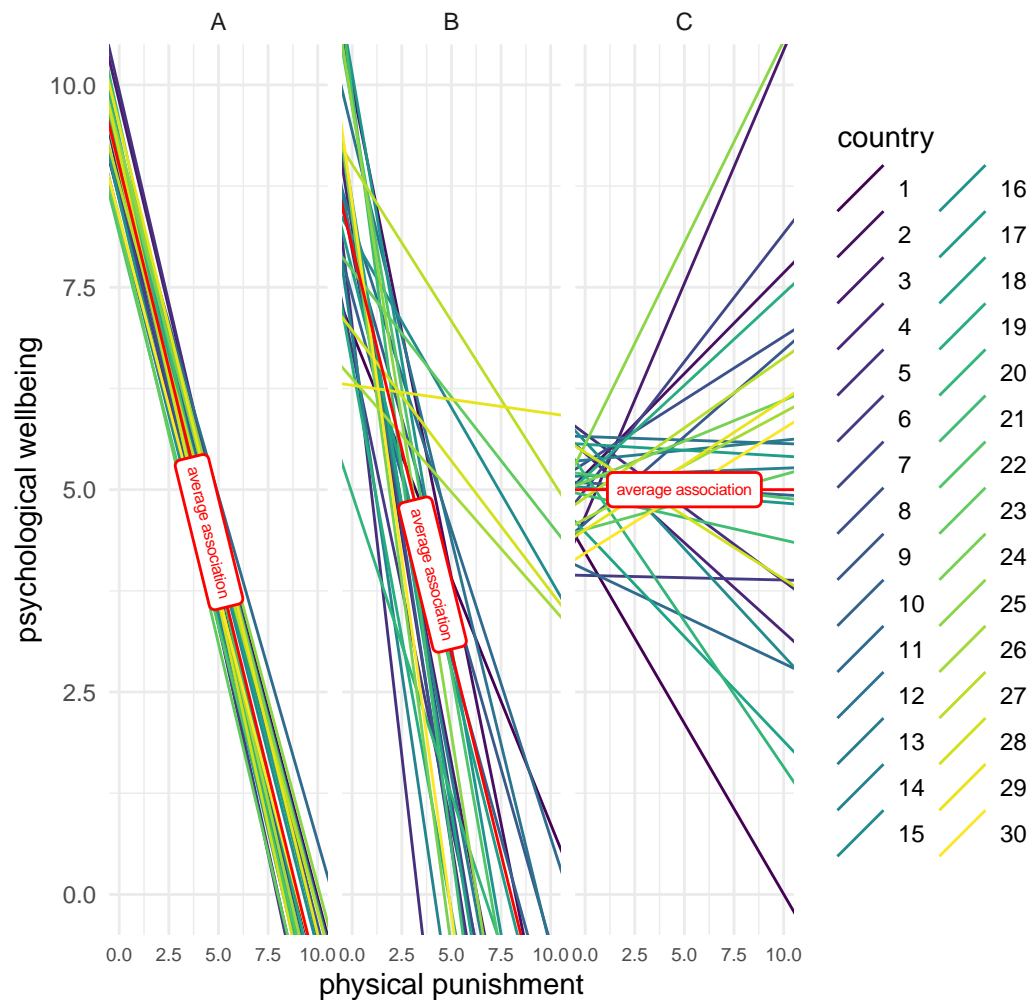 A B C
psychological wellbeing
10.0
7.5
5.0
2.5
0.0
average association
average association
average association
0.0 2.5 5.0 7.5 10.0 0.0 2.5 5.0 7.5 10.0 0.0 2.5 5.0 7.5 10.0
physical punishment
country
1 16
2 17
3 18
4 19
5 20
6 21
7 22
8 23
9 24
10 25
11 26
12 27
13 28
14 29
15 30